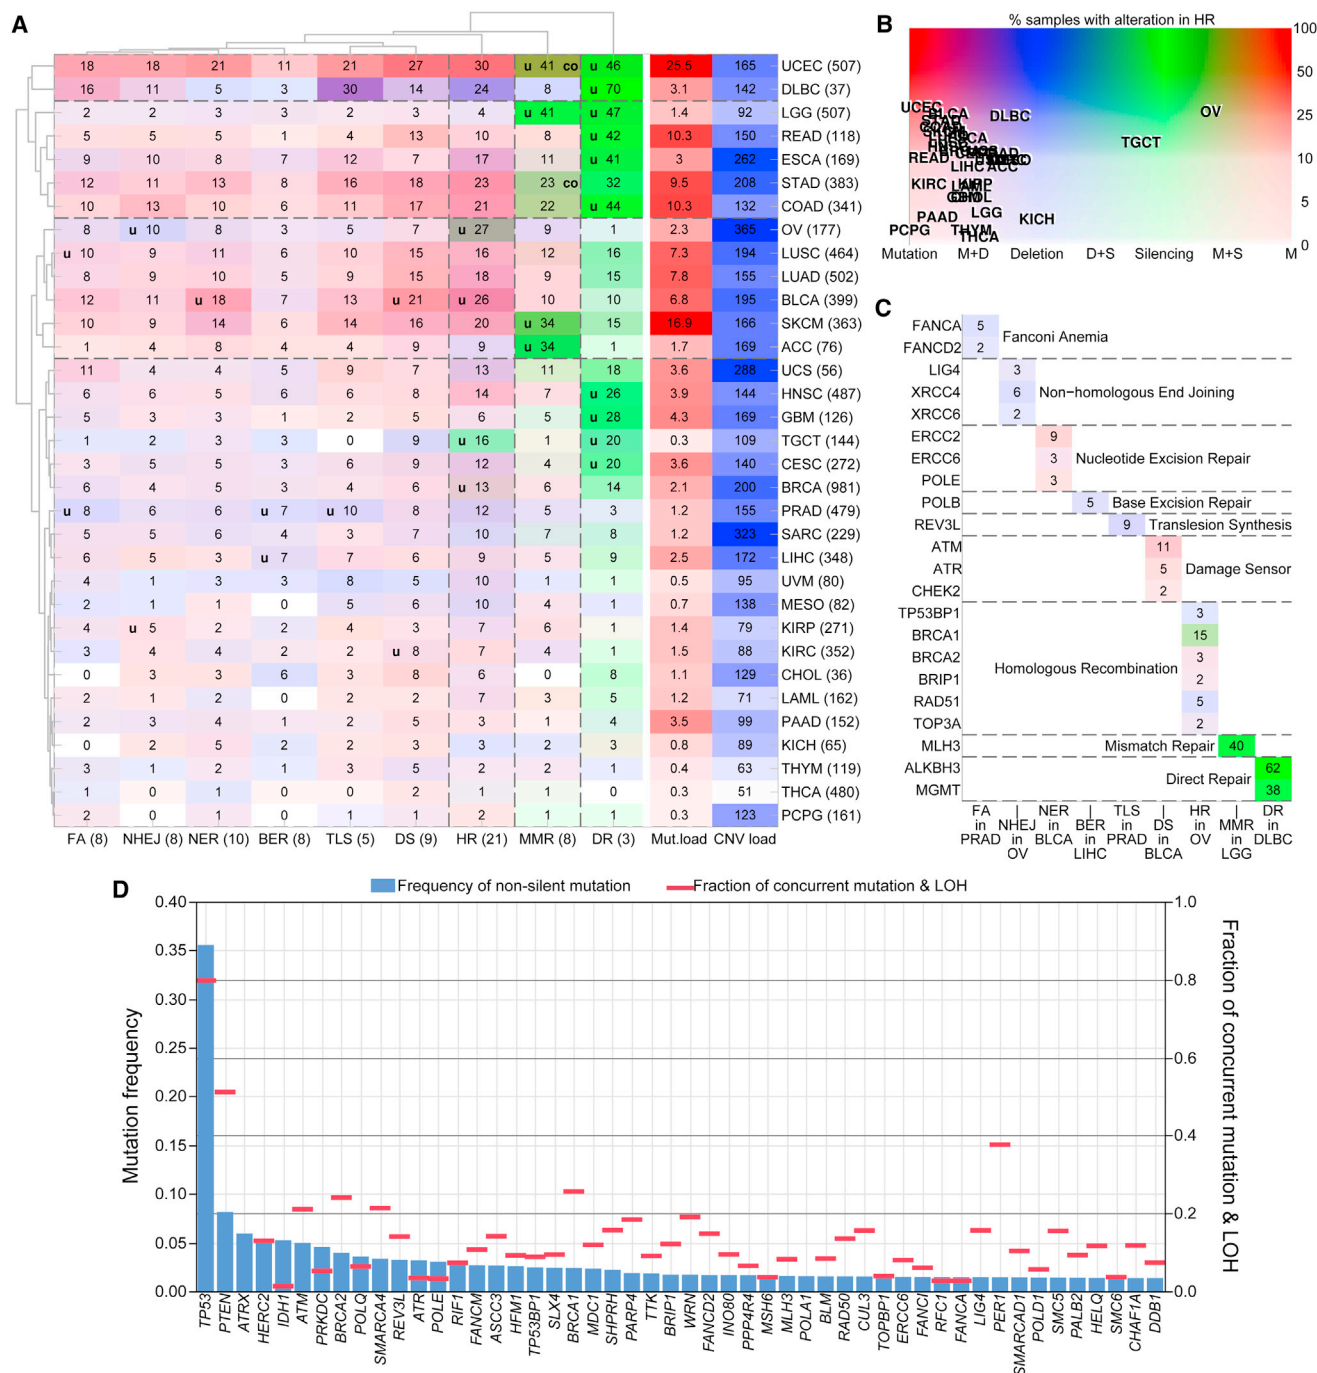 A
18 18 21 11 21 27 30 u 41 co u 46 25.5 165 UCEC (507)
16 11 5 3 30 14 24 8 u 70 3.1 142 DLBC (37)
2 2 3 3 2 3 4 u 41 u 47 1.4 92 LGG (507)
5 5 5 1 4 13 10 8 u 42 10.3 150 READ (118)
9 10 8 7 12 7 17 11 u 41 3 262 ESCA (169)
12 11 13 8 16 18 23 23 co 32 9.5 208 STAD (383)
10 13 10 6 11 17 21 22 u 44 10.3 132 COAD (341)
8 u 10 8 3 5 7 u 27 9 1 2.3 365 OV (177)
u 10 9 11 6 10 15 16 12 16 7.3 194 LUSC (464)
8 9 10 5 9 15 18 9 15 7.8 155 LUAD (502)
12 11 u 18 7 13 u 21 u 26 10 10 6.8 195 BLCA (399)
10 9 14 6 14 16 20 u 34 15 16.9 166 SKCM (363)
1 4 8 4 4 9 9 u 34 1 1.7 169 ACC (76)
11 4 4 5 9 7 13 11 18 3.6 288 UCS (56)
6 6 5 6 6 8 14 7 u 26 3.9 144 HNSC (487)
5 3 3 1 2 5 6 5 u 28 4.3 169 GBM (126)
1 2 3 3 0 9 u 16 1 u 20 0.3 109 TGCT (144)
3 5 5 3 6 9 12 4 u 20 3.6 140 CESC (272)
6 4 5 3 4 6 u 13 6 14 2.1 200 BRCA (981)
u 8 6 6 u 7 u 10 8 12 5 3 1.2 155 PRAD (479)
5 5 6 4 3 7 10 7 8 1.2 323 SARC (229)
6 5 3 u 7 7 6 9 5 9 2.5 172 LIHC (348)
4 1 3 3 8 5 10 1 1 0.5 95 UVM (80)
2 1 1 0 5 6 10 4 1 0.7 138 MESO (82)
4 u 5 2 2 4 3 7 6 1 1.4 79 KIRP (271)
3 4 4 2 2 u 8 7 4 1 1.5 88 KIRC (352)
0 3 3 6 3 8 6 0 8 1.1 129 CHOL (36)
2 1 2 0 2 2 7 3 5 1.2 71 LAML (162)
2 3 4 1 2 5 3 1 4 3.5 99 PAAD (152)
0 2 5 2 2 3 3 2 3 0.8 89 KICH (65)
3 1 2 1 3 5 2 2 1 0.4 63 THYM (119)
1 0 1 0 0 2 1 1 0 0.3 51 THCA (480)
2 0 1 0 1 1 2 1 1 0.3 123 PCPG (161)
FA (8) NHEJ (8) NER (10) BER (8) TLS (5) DS (9) HR (21) MMR (8) DR (3) Mut.load CNV load
B
% samples with alteration in HR
100
50
25
10
5
0
UCEC
BLCA
DLBC
OV
TGCT
READ
LIHC ACC
KIRC
KIRP
LAML
LGG
PAAD
KICH
PCPG
THYM
THCA
Mutation M+D Deletion D+S Silencing M+S M
C
FANCA 5
Fanconi Anemia
FANCD2 2
LIG4 3
XRCC4 6 Non-homologous End Joining
XRCC6 2
ERCC2 9
ERCC6 3 Nucleotide Excision Repair
POLE 3
POLB 5 Base Excision Repair
REV3L 9 Translesion Synthesis
ATM 11
ATR 5 Damage Sensor
CHEK2 2
TP53BP1 3
BRCA1 15
BRCA2 3
Homologous Recombination
BRIP1 2
RAD51 5
TOP3A 2
MLH3 Mismatch Repair 40
ALKBH3 62
Direct Repair
MGMT 38
FA in PRAD
NHEJ in OV
NER in BLCA
BER in LIHC
TLS in PRAD
DS in BLCA
HR in OV
MMR in LGG
DR in DLBC
D
Frequency of non-silent mutation Fraction of concurrent mutation & LOH
Mutation frequency
0.40
0.35
0.30
0.25
0.20
0.15
0.10
0.05
0.00
1.0
0.8
0.6
0.4
0.2
0.0
Fraction of concurrent mutation & LOH
TP53
PTEN
ATRX
HERC2
IDH1
ATM
PRKDC
BRCA2
POLQ
SMARCA4
REV3L
ATR
POLE
RIF1
FANCM
ASCC3
HFM1
TP53BP1
SLX4
BRCA1
MDC1
SHPRH
PARP4
TTK
BRIP1
WRN
FANCD2
INO80
PPP4R4
MSH6
MLH3
POLA1
BLM
RAD50
CUL3
TOPBP1
ERCC6
FANCI
RFC1
FANCA
LIG4
PER1
SMARCAD1
POLD1
SMC5
PALB2
HELQ
SMC6
CHAF1A
DDB1